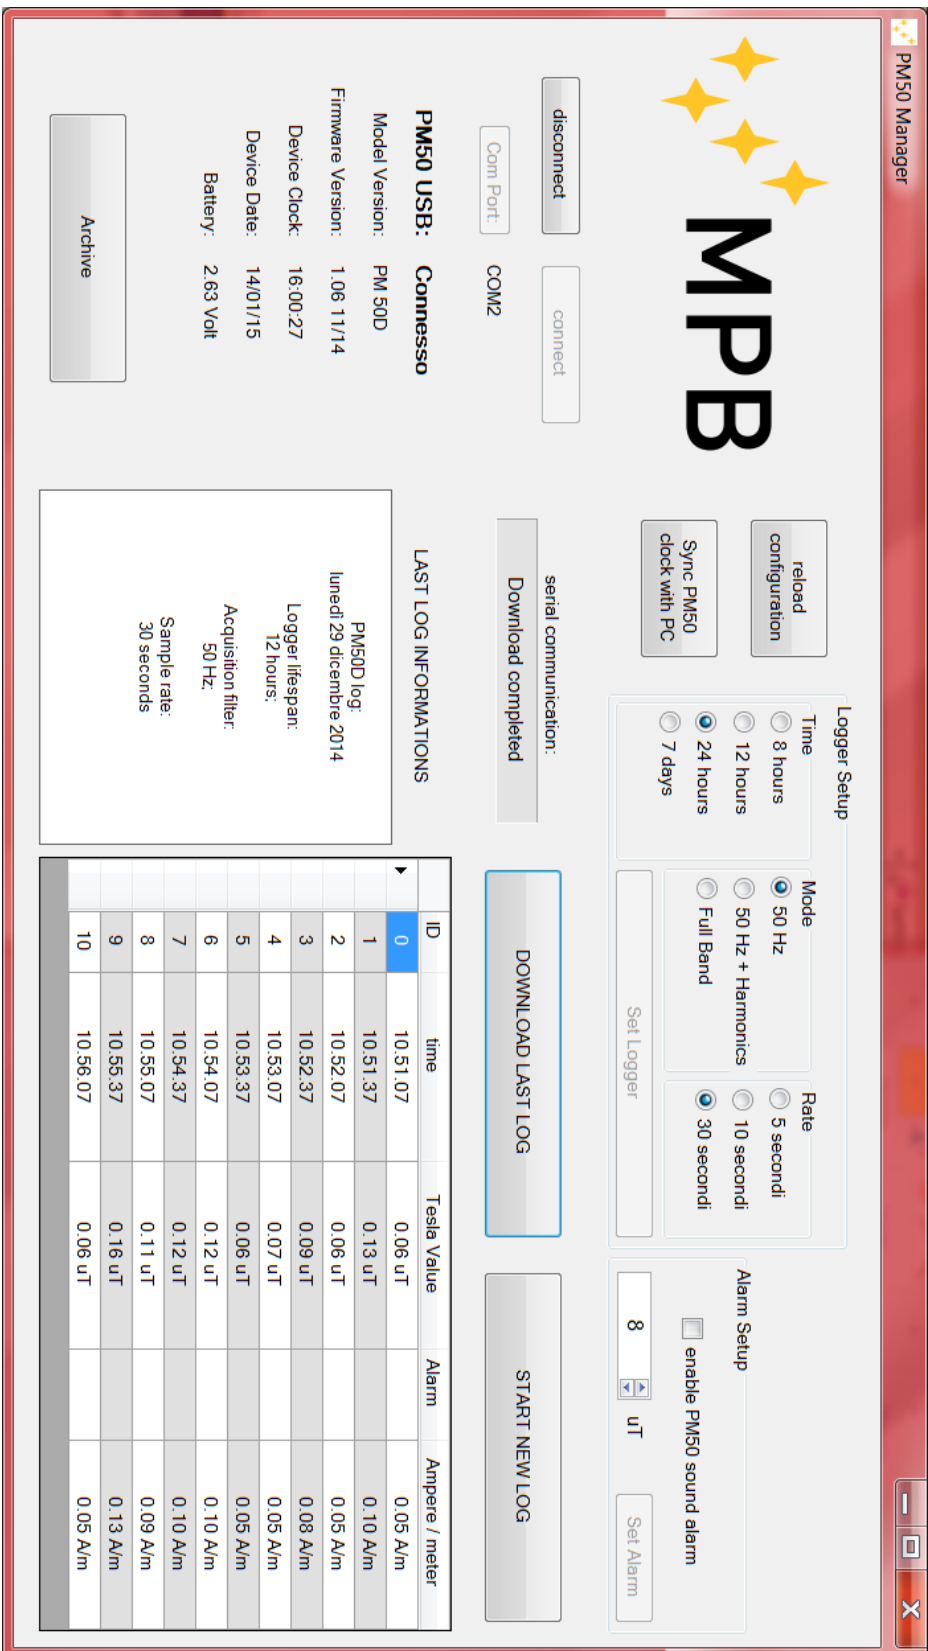 PM50 Manager
MPB
disconnect
connect
Com Port:
COM2
PM50 USB: Connesso
Model Version: PM 50D
Firmware Version: 1.06 11/14
Device Clock: 16:00:27
Device Date: 14/01/15
Battery: 2.63 Volt
Archive
reload
configuration
Sync PM50
clock with PC
Logger Setup
Time
8 hours
12 hours
24 hours
7 days
Mode
50 Hz
50 Hz + Harmonics
Full Band
Rate
5 secondi
10 secondi
30 secondi
Set Logger
Alarm Setup
enable PM50 sound alarm
8 uT
Set Alarm
serial communication:
Download completed
DOWNLOAD LAST LOG
START NEW LOG
LAST LOG INFORMATIONS
PM50D log:
lunedì 29 dicembre 2014
Logger lifespan:
12 hours;
Acquisition filter:
50 Hz;
Sample rate:
30 seconds
ID time Tesla Value Alarm Ampere / meter
0 10.51.07 0.06 uT 0.05 A/m
1 10.51.37 0.13 uT 0.10 A/m
2 10.52.07 0.06 uT 0.05 A/m
3 10.52.37 0.09 uT 0.08 A/m
4 10.53.07 0.07 uT 0.05 A/m
5 10.53.37 0.06 uT 0.05 A/m
6 10.54.07 0.12 uT 0.10 A/m
7 10.54.37 0.12 uT 0.10 A/m
8 10.55.07 0.11 uT 0.09 A/m
9 10.55.37 0.16 uT 0.13 A/m
10 10.56.07 0.06 uT 0.05 A/m